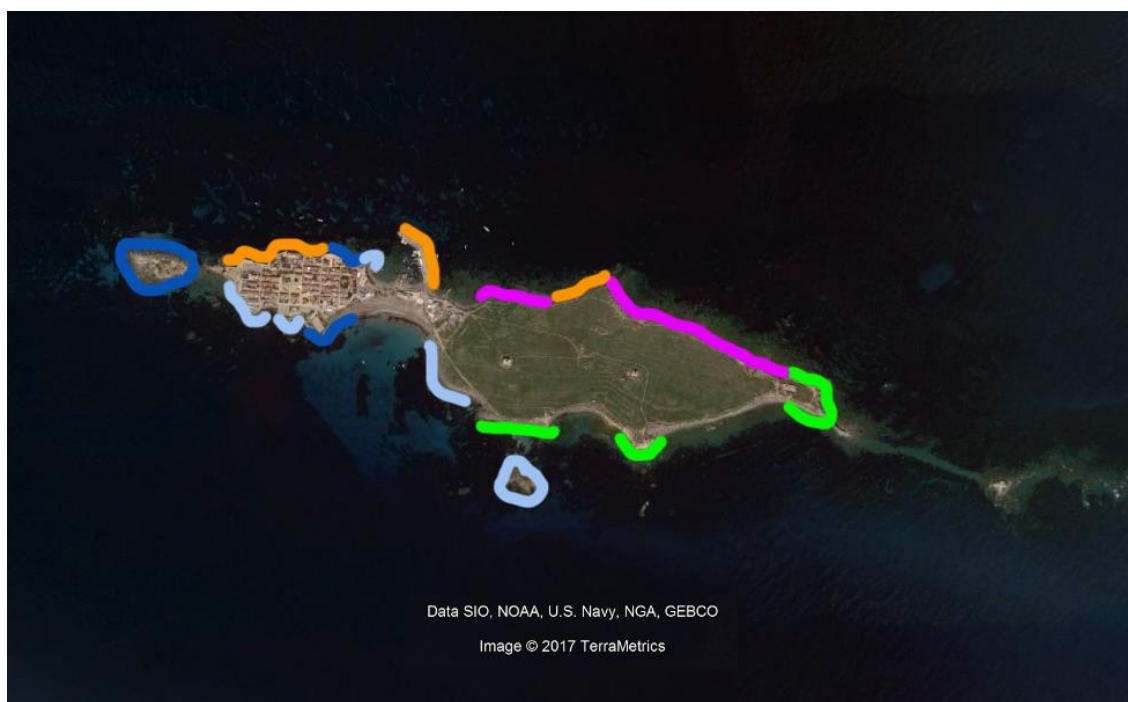 Data SIO, NOAA, U.S. Navy, NGA, GEBCO
Image © 2017 TerraMetrics